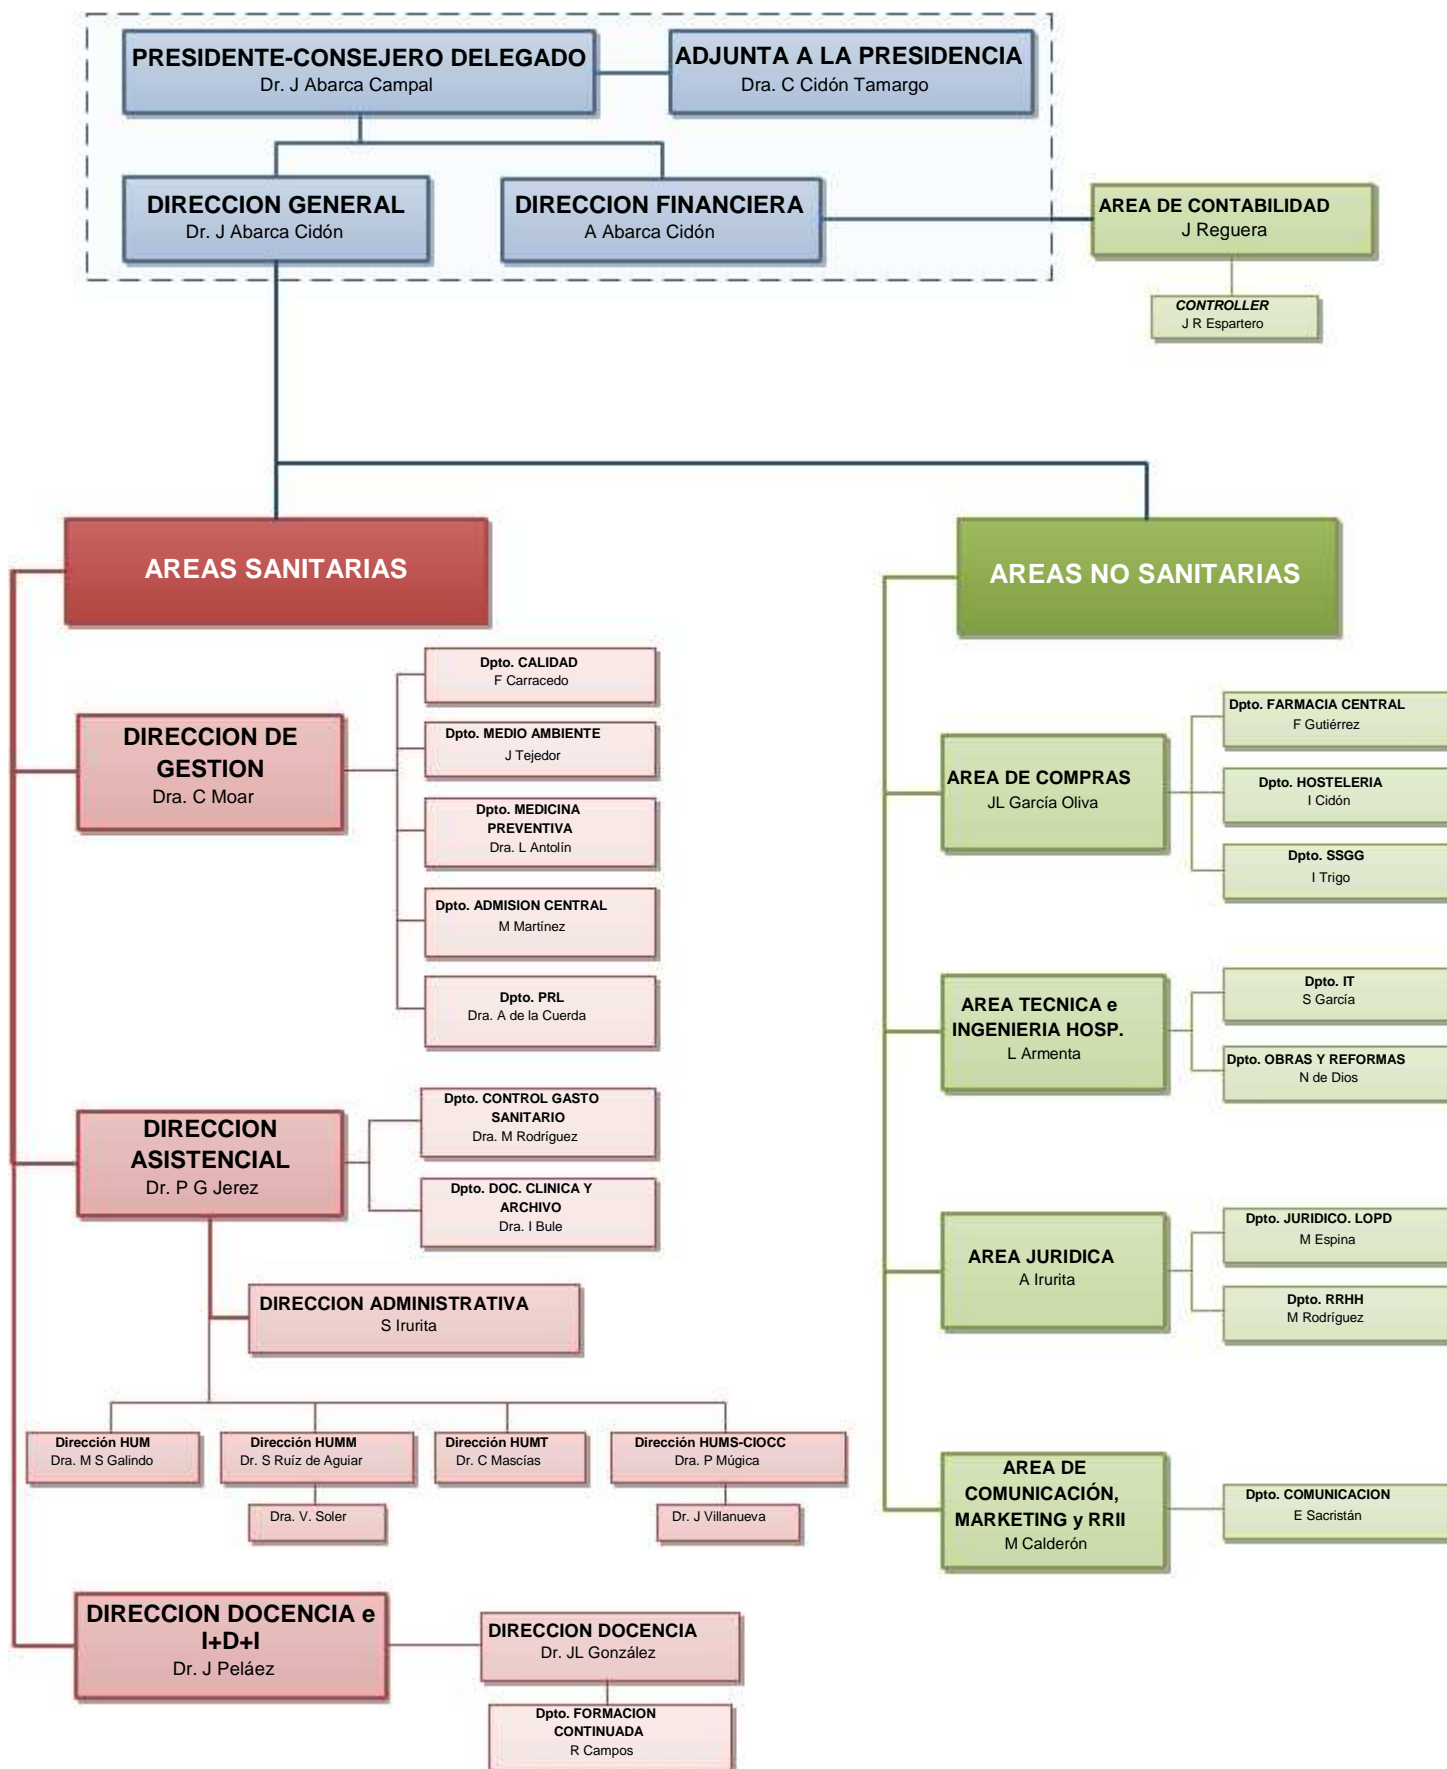 PRESIDENTE-CONSEJERO DELEGADO
Dr. J Abarca Campal
ADJUNTA A LA PRESIDENCIA
Dra. C Cidón Tamargo
DIRECCION GENERAL
Dr. J Abarca Cidón
DIRECCION FINANCIERA
A Abarca Cidón
AREA DE CONTABILIDAD
J Reguera
CONTROLLER
J R Espartero
AREAS SANITARIAS
DIRECCION DE
GESTION
Dra. C Moar
Dpto. CALIDAD
F Carracedo
Dpto. MEDIO AMBIENTE
J Tejedor
Dpto. MEDICINA
PREVENTIVA
Dra. L Antolín
Dpto. ADMISION CENTRAL
M Martínez
Dpto. PRL
Dra. A de la Cuerda
DIRECCION
ASISTENCIAL
Dr. P G Jerez
Dpto. CONTROL GASTO
SANITARIO
Dra. M Rodríguez
Dpto. DOC. CLINICA Y
ARCHIVO
Dra. I Bule
DIRECCION ADMINISTRATIVA
S Irurita
Dirección HUM
Dra. M S Galindo
Dirección HUMM
Dr. S Ruíz de Aguiar
Dra. V. Soler
Dirección HUMT
Dr. C Mascías
Dirección HUMS-CIOCC
Dra. P Múgica
Dr. J Villanueva
DIRECCION DOCENCIA e
I+D+I
Dr. J Peláez
DIRECCION DOCENCIA
Dr. JL González
Dpto. FORMACION
CONTINUADA
R Campos
AREAS NO SANITARIAS
AREA DE COMPRAS
JL García Oliva
Dpto. FARMACIA CENTRAL
F Gutiérrez
Dpto. HOSTELERIA
I Cidón
Dpto. SSGG
I Trigo
AREA TECNICA e
INGENIERIA HOSP.
L Armenta
Dpto. IT
S García
Dpto. OBRAS Y REFORMAS
N de Dios
AREA JURIDICA
A Irurita
Dpto. JURIDICO. LOPD
M Espina
Dpto. RRHH
M Rodríguez
AREA DE
COMUNICACIÓN,
MARKETING y RRII
M Calderón
Dpto. COMUNICACION
E Sacristán